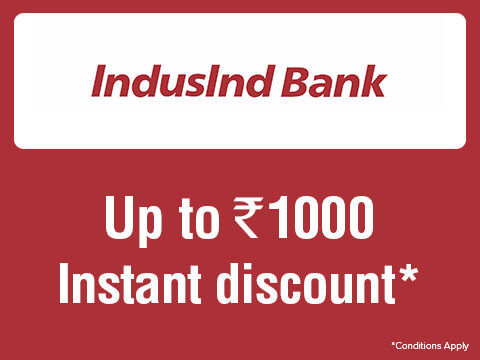 IndusInd Bank
Up to ₹1000
Instant discount*
*Conditions Apply